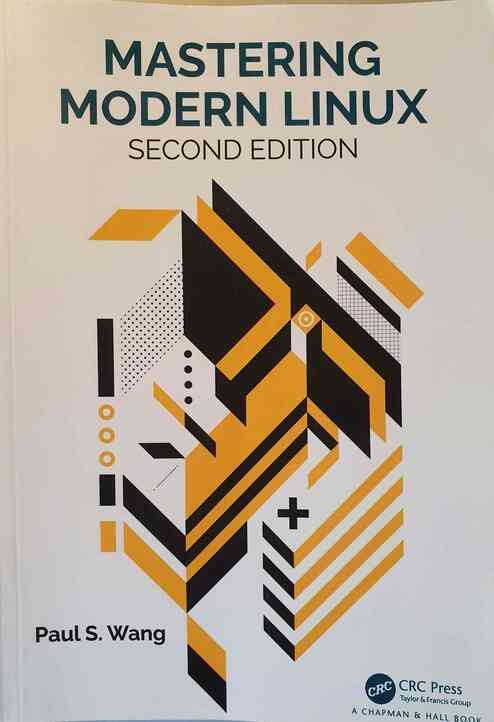 MASTERING
MODERN LINUX
SECOND EDITION
Paul S. Wang
CRC
CRC Press
Taylor & Francis Group
A CHAPMAN & HALL BOOK